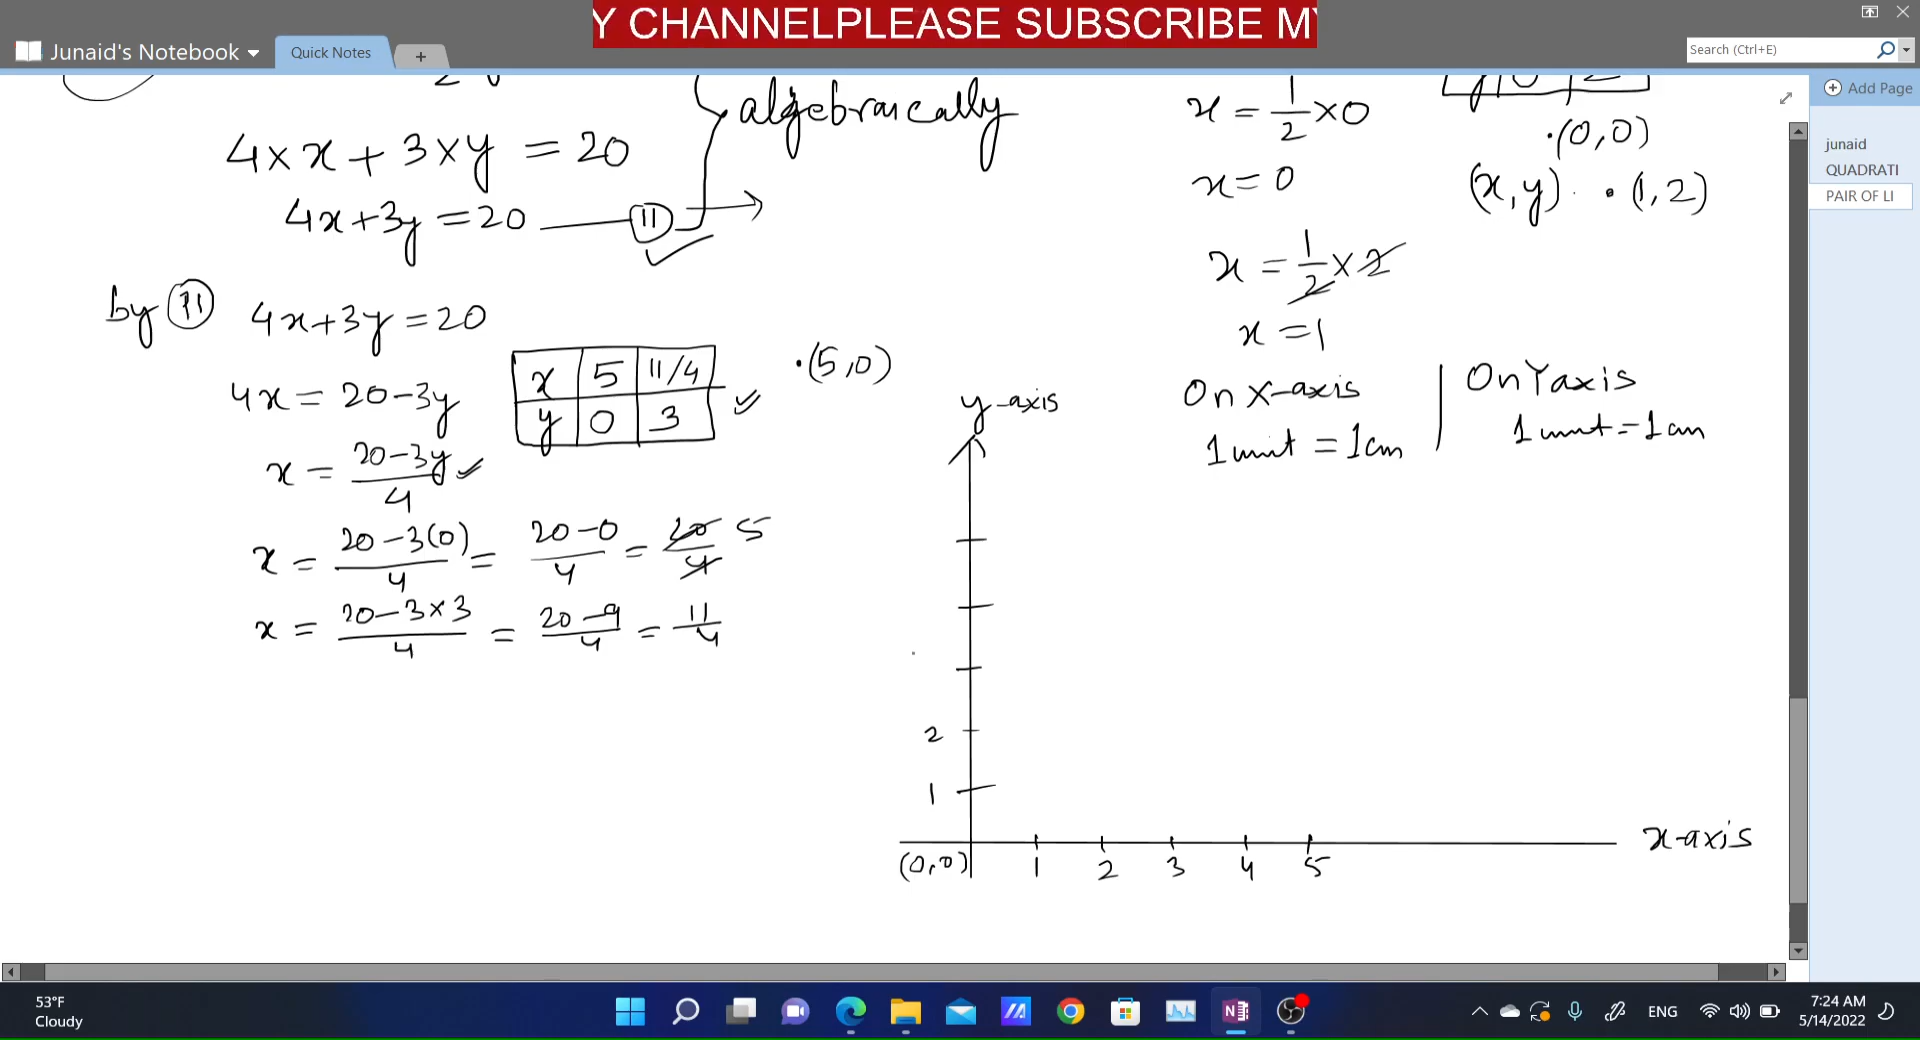 Y CHANNELPLEASE SUBSCRIBE MY
Junaid's Notebook
Quick Notes
+
Search (Ctrl+E)
Add Page
junaid
QUADRATI
PAIR OF LI
algebraically
4×x+3×y=20
4x+3y=20 — (11)
by (11) 4x+3y=20
4x=20-3y
x = (20-3y)/4
x = (20-3(0))/4 = (20-0)/4 = 20/4 5
x = (20-3×3)/4 = (20-9)/4 = 11/4
x 5 11/4
y 0 3
·(5,0)
x = 1/2 ×0
x=0
·(0,0)
(x,y) ·(1,2)
x = 1/2 ×2
x=1
On X-axis
1 unit = 1cm
On Y axis
1 unit = 1cm
y-axis
2
1
(0,0) 1 2 3 4 5
x-axis
53°F
Cloudy
ENG
7:24 AM
5/14/2022